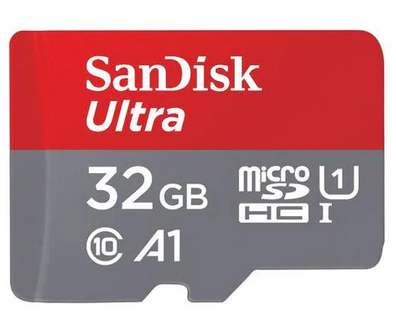 SanDisk
Ultra
32GB
micro SD HC I U1
10 A1